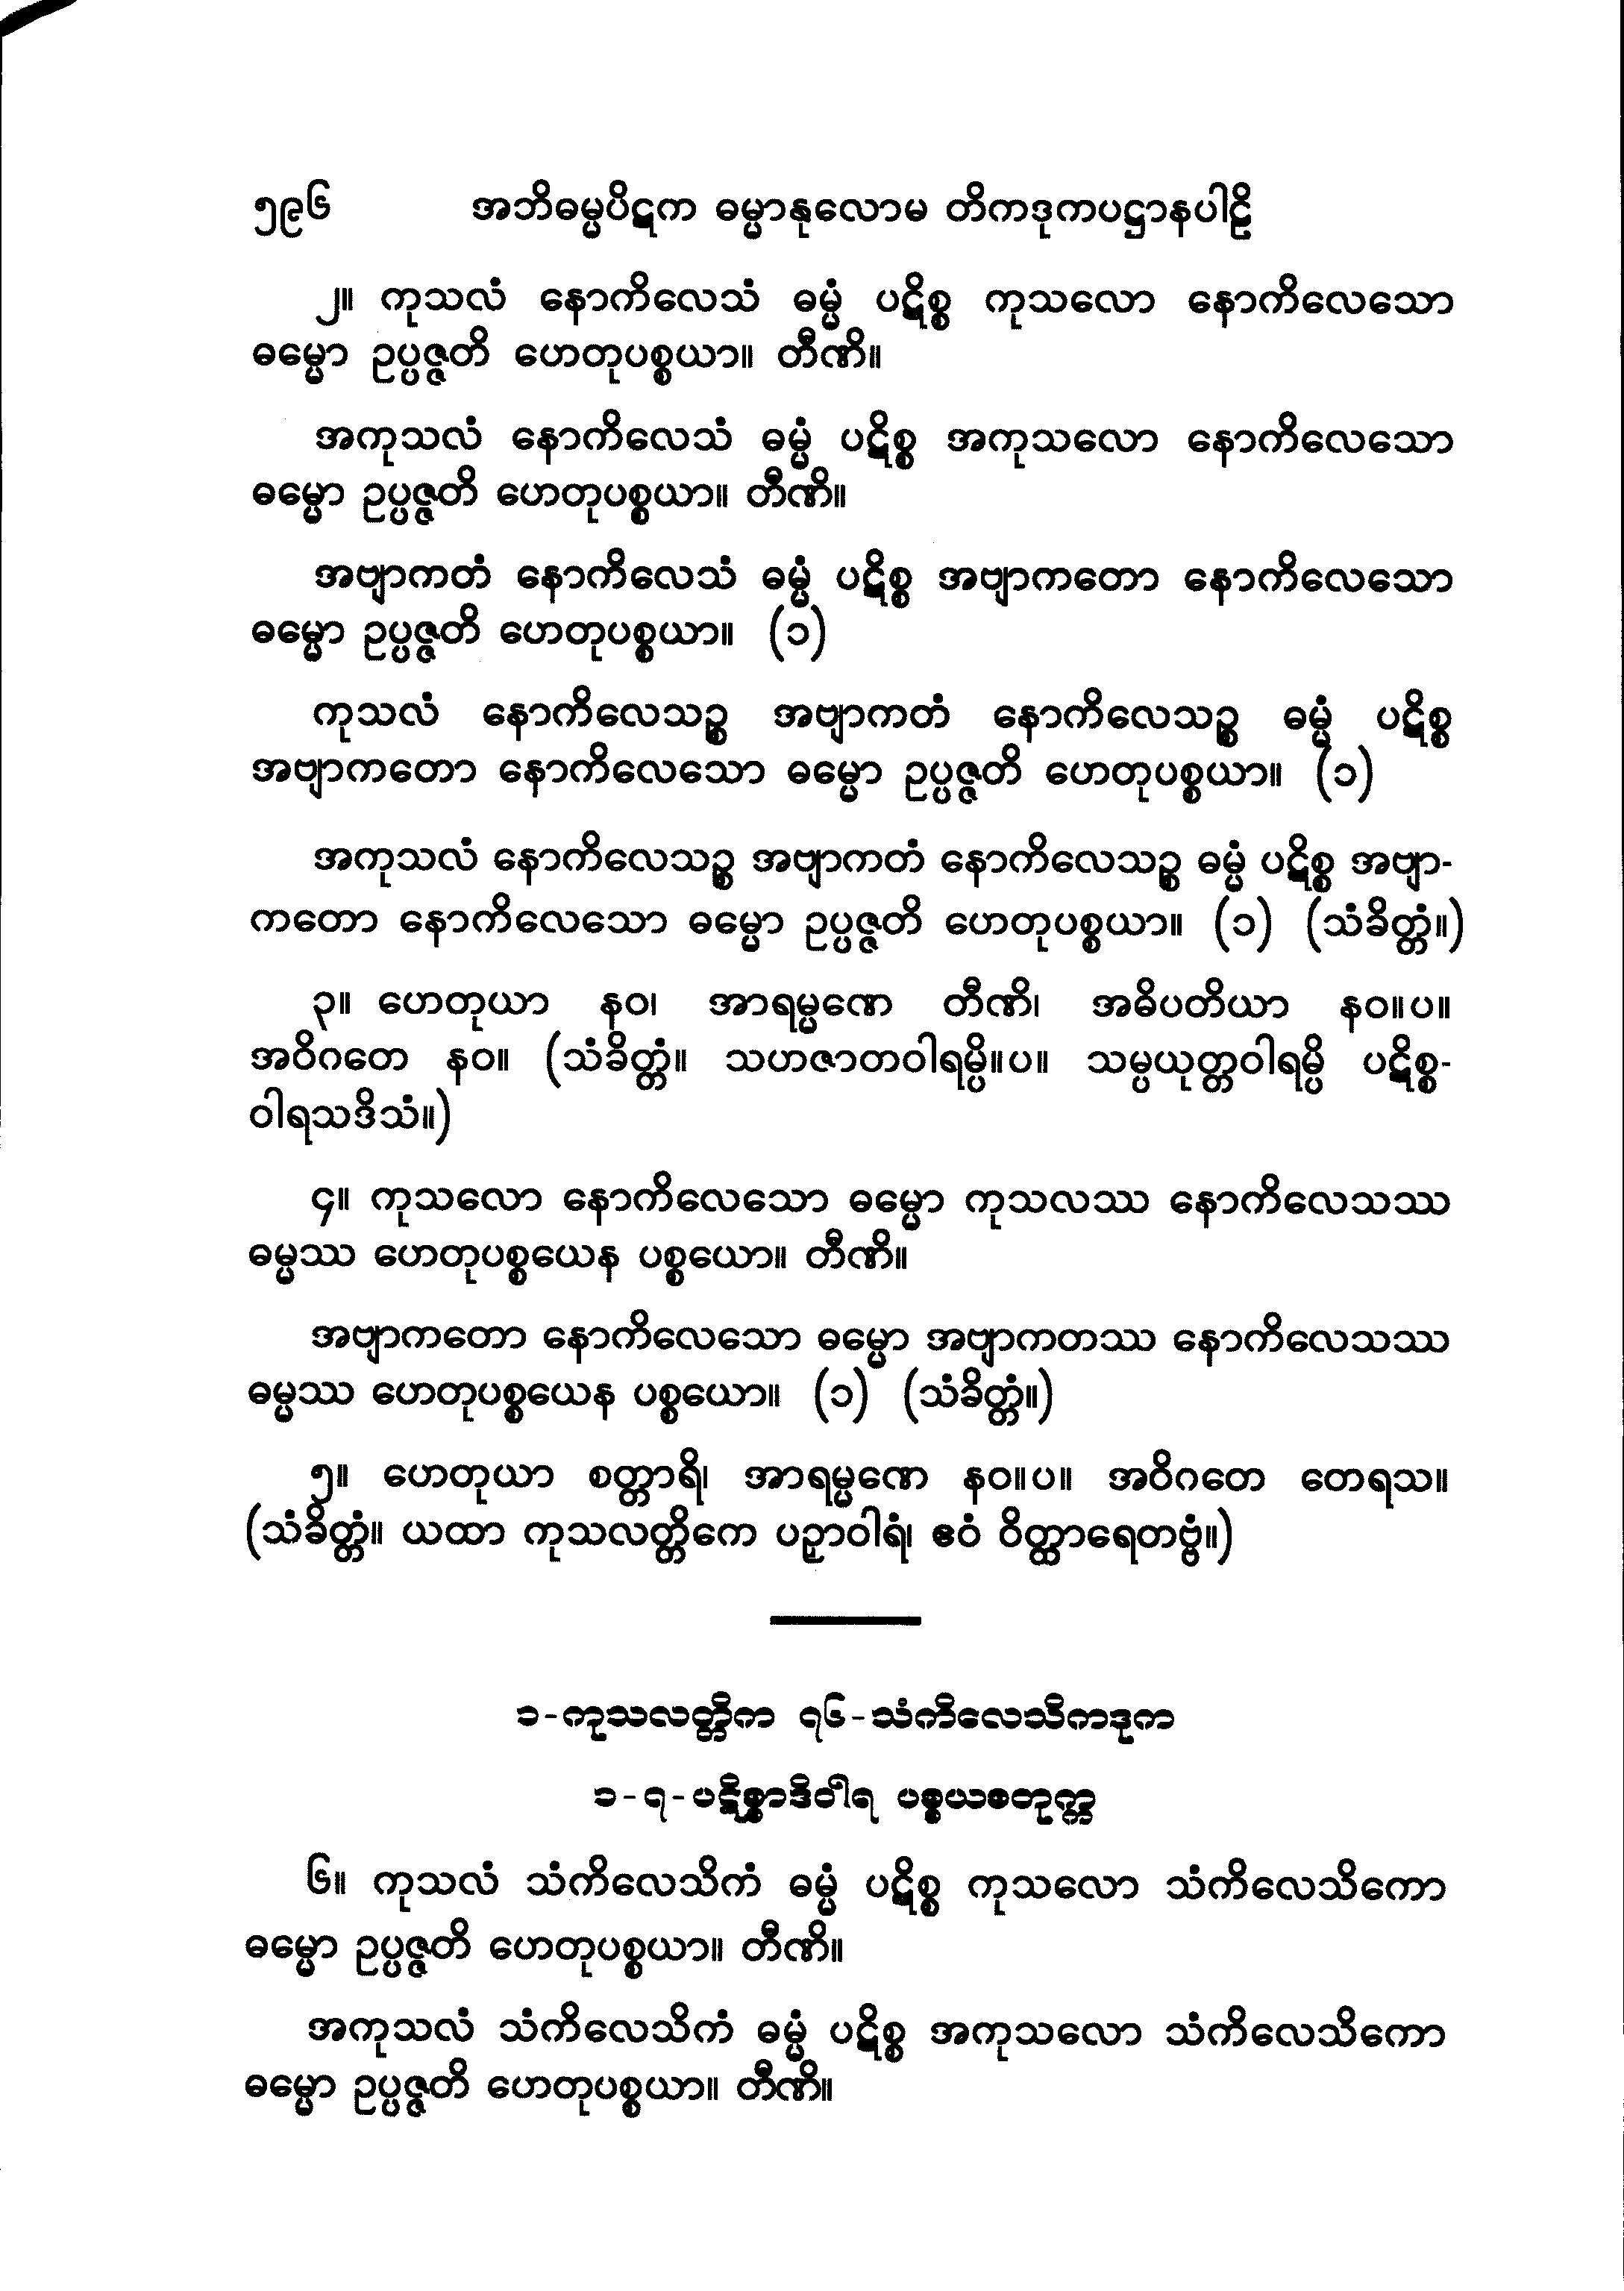 ၅၉၆ အဘိဓမ္မပိဋက ဓမ္မာနုလောမ တိကဒုကပဋ္ဌာနပါဠိ
၂။ ကုသလံ နောကိလေသံ ဓမ္မံ ပဋိစ္စ ကုသလော နောကိလေသော
ဓမ္မော ဥပ္ပဇ္ဇတိ ဟေတုပစ္စယာ။ တီဏိ။
အကုသလံ နောကိလေသံ ဓမ္မံ ပဋိစ္စ အကုသလော နောကိလေသော
ဓမ္မော ဥပ္ပဇ္ဇတိ ဟေတုပစ္စယာ။ တီဏိ။
အဗျာကတံ နောကိလေသံ ဓမ္မံ ပဋိစ္စ အဗျာကတော နောကိလေသော
ဓမ္မော ဥပ္ပဇ္ဇတိ ဟေတုပစ္စယာ။ (၁)
ကုသလံ နောကိလေသဉ္စ အဗျာကတံ နောကိလေသဉ္စ ဓမ္မံ ပဋိစ္စ
အဗျာကတော နောကိလေသော ဓမ္မော ဥပ္ပဇ္ဇတိ ဟေတုပစ္စယာ။ (၁)
အကုသလံ နောကိလေသဉ္စ အဗျာကတံ နောကိလေသဉ္စ ဓမ္မံ ပဋိစ္စ အဗျာ-
ကတော နောကိလေသော ဓမ္မော ဥပ္ပဇ္ဇတိ ဟေတုပစ္စယာ။ (၁) (သံခိတ္တံ။)
၃။ ဟေတုယာ နဝ၊ အာရမ္မဏေ တီဏိ၊ အဓိပတိယာ နဝ။ပ။
အဝိဂတေ နဝ။ (သံခိတ္တံ။ သဟဇာတဝါရမ္ပိ။ပ။ သမ္ပယုတ္တဝါရမ္ပိ ပဋိစ္စ-
ဝါရသဒိသံ။)
၄။ ကုသလော နောကိလေသော ဓမ္မော ကုသလဿ နောကိလေသဿ
ဓမ္မဿ ဟေတုပစ္စယေန ပစ္စယော။ တီဏိ။
အဗျာကတော နောကိလေသော ဓမ္မော အဗျာကတဿ နောကိလေသဿ
ဓမ္မဿ ဟေတုပစ္စယေန ပစ္စယော။ (၁) (သံခိတ္တံ။)
၅။ ဟေတုယာ စတ္တာရိ၊ အာရမ္မဏေ နဝ။ပ။ အဝိဂတေ တေရသ။
(သံခိတ္တံ။ ယထာ ကုသလတ္တိကေ ပဉှာဝါရံ၊ ဧဝံ ဝိတ္ထာရေတဗ္ဗံ။)
၁-ကုသလတ္တိက ၇၆-သံကိလေသိကဒုက
၁-၇-ပဋိစ္စာဒိဝါရ ပစ္စယစတုက္က
၆။ ကုသလံ သံကိလေသိကံ ဓမ္မံ ပဋိစ္စ ကုသလော သံကိလေသိကော
ဓမ္မော ဥပ္ပဇ္ဇတိ ဟေတုပစ္စယာ။ တီဏိ။
အကုသလံ သံကိလေသိကံ ဓမ္မံ ပဋိစ္စ အကုသလော သံကိလေသိကော
ဓမ္မော ဥပ္ပဇ္ဇတိ ဟေတုပစ္စယာ။ တီဏိ။